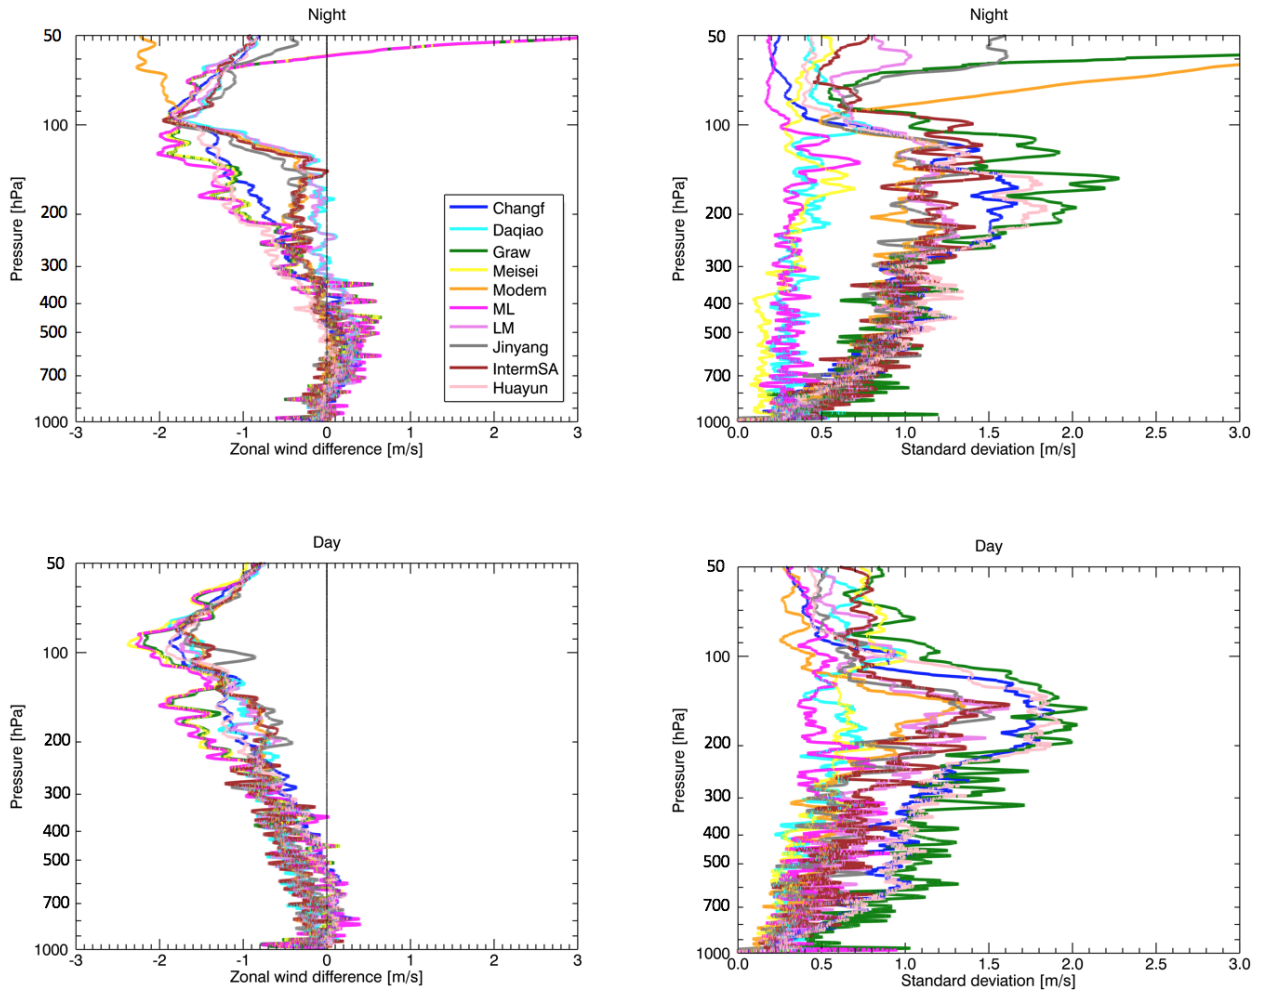 Night
50
100
200
300
400
500
700
1000
Pressure [hPa]
-3 -2 -1 0 1 2 3
Zonal wind difference [m/s]
Changf
Daqiao
Graw
Meisei
Modem
ML
LM
Jinyang
IntermSA
Huayun
Night
50
100
200
300
400
500
700
1000
Pressure [hPa]
0.0 0.5 1.0 1.5 2.0 2.5 3.0
Standard deviation [m/s]
Day
50
100
200
300
400
500
700
1000
Pressure [hPa]
-3 -2 -1 0 1 2 3
Zonal wind difference [m/s]
Day
50
100
200
300
400
500
700
1000
Pressure [hPa]
0.0 0.5 1.0 1.5 2.0 2.5 3.0
Standard deviation [m/s]